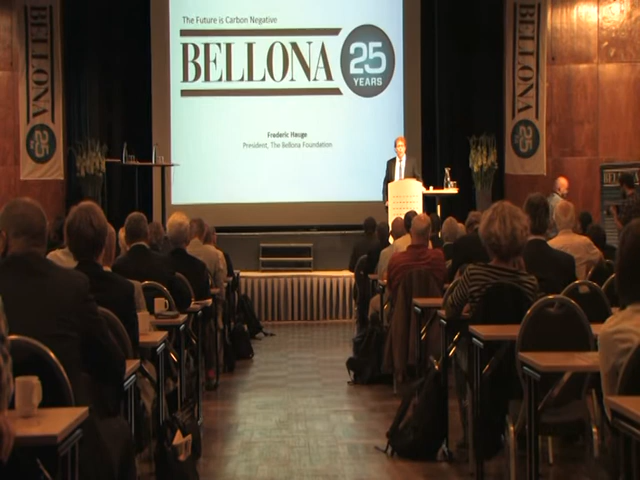 The Future is Carbon Negative
BELLONA
25
YEARS
Frederic Hauge
President, The Bellona Foundation
BELLONA
25
BELLONA
25